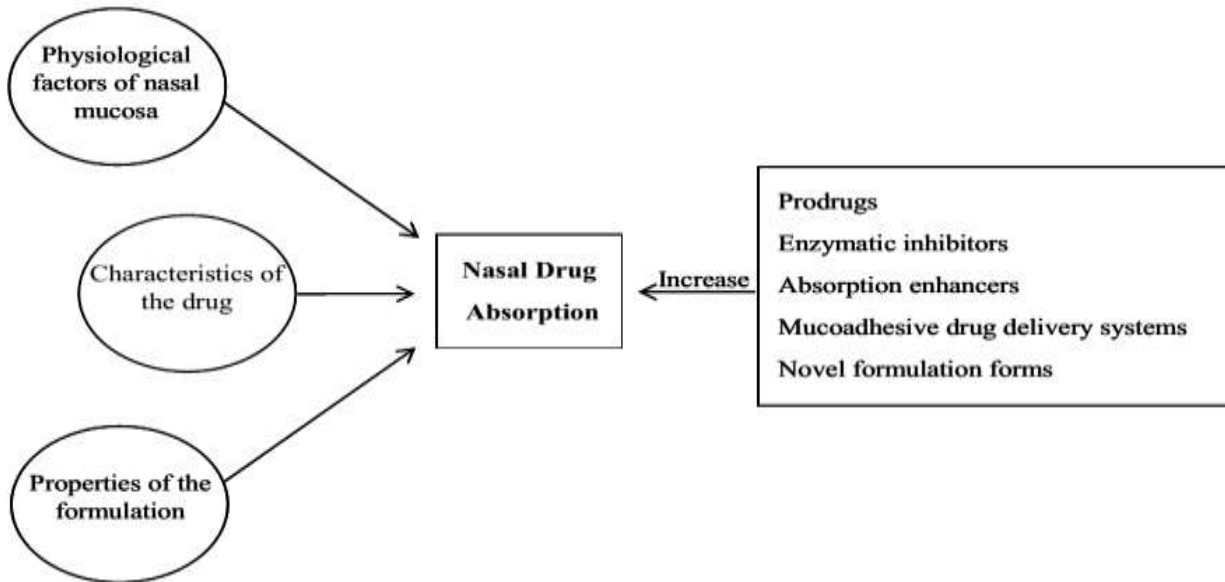 Physiological
factors of nasal
mucosa
Characteristics of
the drug
Properties of the
formulation
Nasal Drug
Absorption
Increase
Prodrugs
Enzymatic inhibitors
Absorption enhancers
Mucoadhesive drug delivery systems
Novel formulation forms